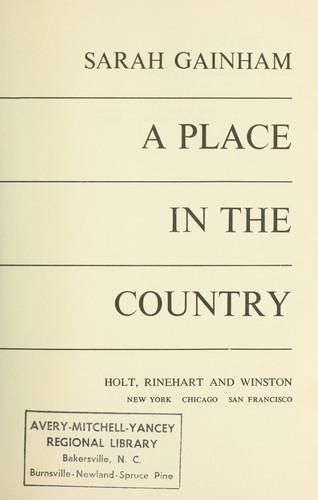 SARAH GAINHAM
A PLACE
IN THE
COUNTRY
HOLT, RINEHART AND WINSTON
NEW YORK CHICAGO SAN FRANCISCO
AVERY-MITCHELL-YANCEY
REGIONAL LIBRARY
Bakersville, N. C.
Burnsville-Newland-Spruce Pine